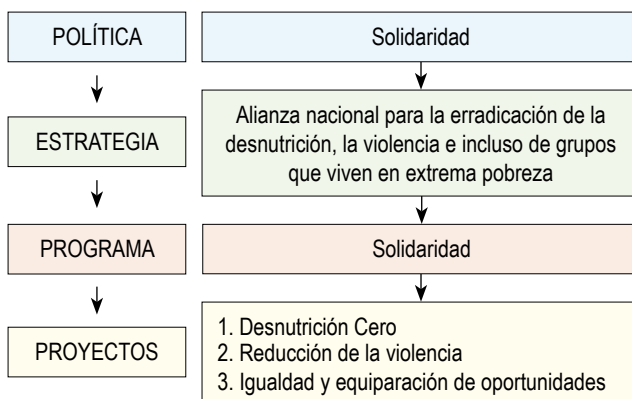 POLÍTICA
Solidaridad
ESTRATEGIA
Alianza nacional para la erradicación de la
desnutrición, la violencia e incluso de grupos
que viven en extrema pobreza
PROGRAMA
Solidaridad
PROYECTOS
1. Desnutrición Cero
2. Reducción de la violencia
3. Igualdad y equiparación de oportunidades